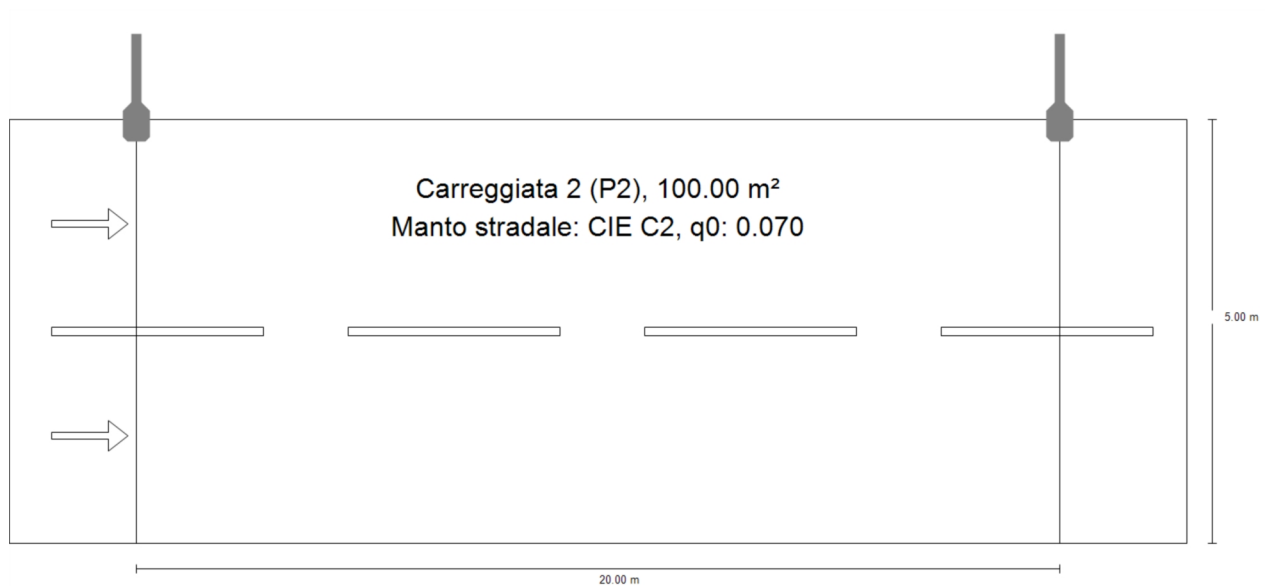 Carreggiata 2 (P2), 100.00 m²
Manto stradale: CIE C2, q0: 0.070
5.00 m
20.00 m